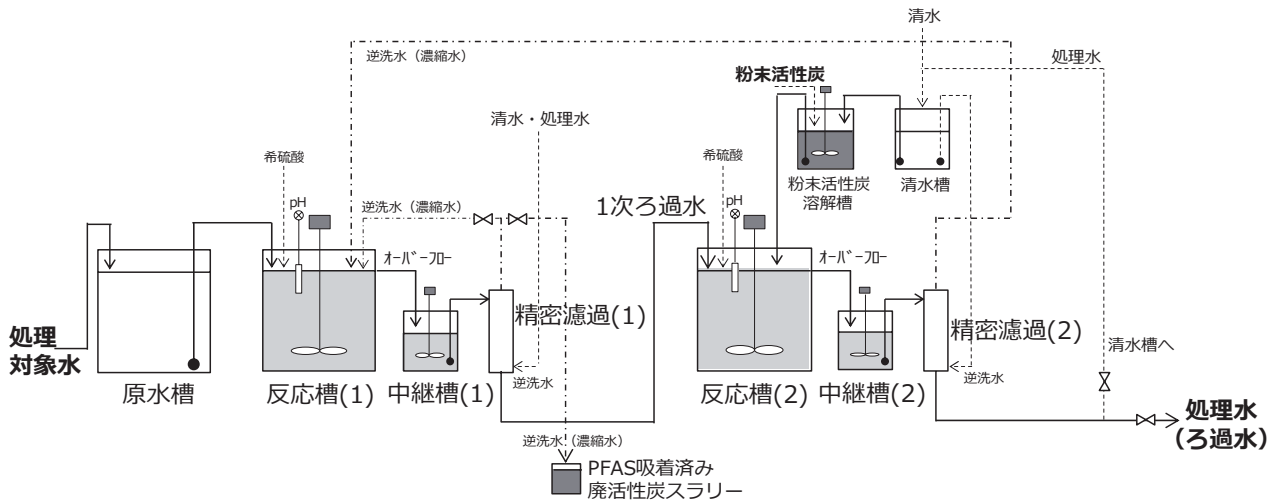 清水
逆洗水（濃縮水）
処理水
粉末活性炭
清水・処理水
希硫酸
pH
逆洗水（濃縮水）
オーバーフロー
精密濾過(1)
逆洗水
処理
対象水
原水槽
反応槽(1)
中継槽(1)
逆洗水（濃縮水）
PFAS吸着済み
廃活性炭スラリー
1次ろ過水
希硫酸
pH
粉末活性炭
溶解槽
清水槽
オーバーフロー
精密濾過(2)
逆洗水
清水槽へ
反応槽(2)
中継槽(2)
処理水
（ろ過水）